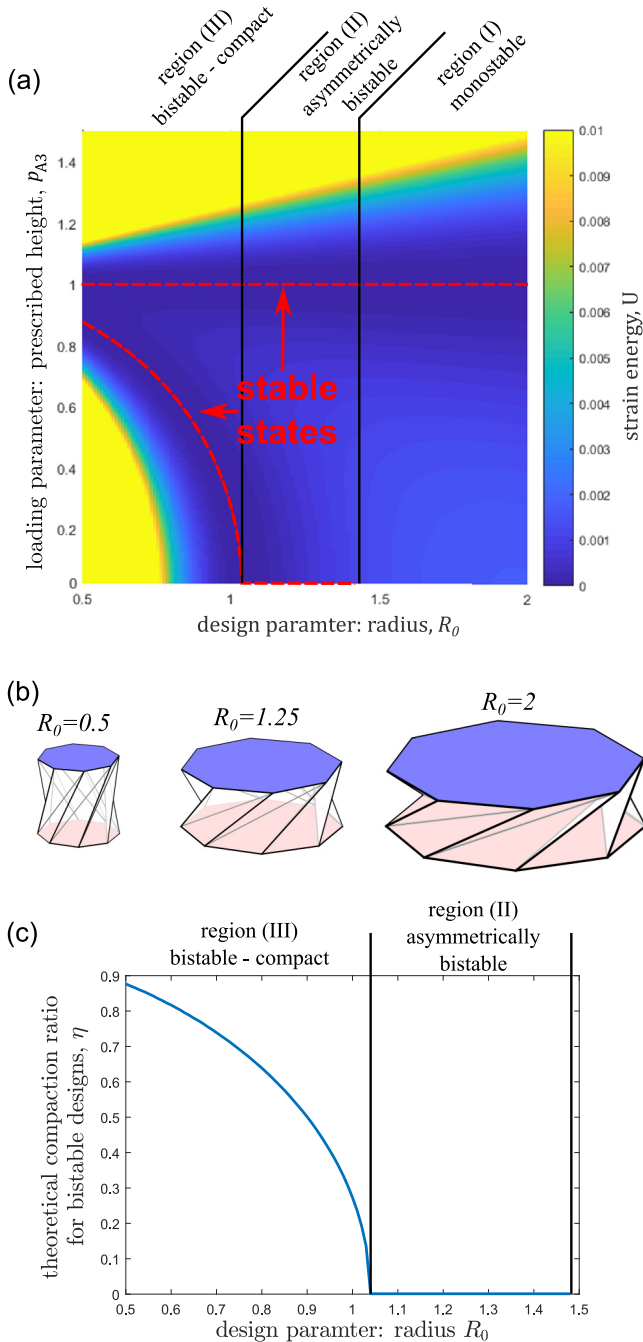 (a)
region (III)
bistable - compact
region (II)
asymmetrically
bistable
region (I)
monostable
loading parameter: prescribed height, pA3
1.4
1.2
1
0.8
0.6
0.4
0.2
0
stable
states
0.5
1
1.5
2
design paramter: radius, R0
0.01
0.009
0.008
0.007
0.006
0.005
0.004
0.003
0.002
0.001
0
strain energy, U
(b)
R0=0.5
R0=1.25
R0=2
(c)
region (III)
bistable - compact
region (II)
asymmetrically
bistable
theoretical compaction ratio
for bistable designs, η
0.9
0.8
0.7
0.6
0.5
0.4
0.3
0.2
0.1
0
0.5
0.6
0.7
0.8
0.9
1
1.1
1.2
1.3
1.4
1.5
design paramter: radius R0